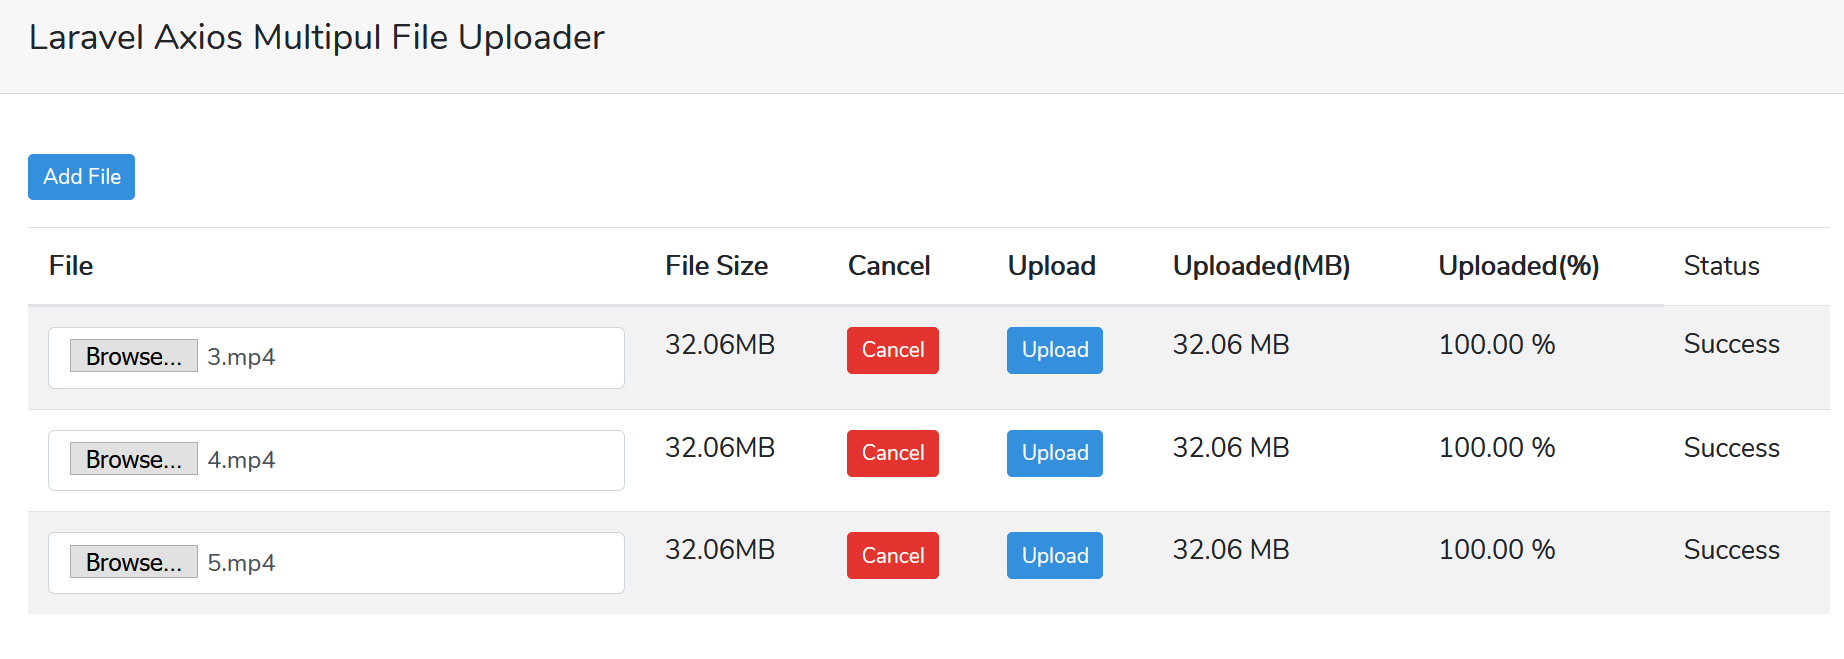 Laravel Axios Multipul File Uploader
Add File
File File Size Cancel Upload Uploaded(MB) Uploaded(%) Status
Browse... 3.mp4 32.06MB Cancel Upload 32.06 MB 100.00 % Success
Browse... 4.mp4 32.06MB Cancel Upload 32.06 MB 100.00 % Success
Browse... 5.mp4 32.06MB Cancel Upload 32.06 MB 100.00 % Success